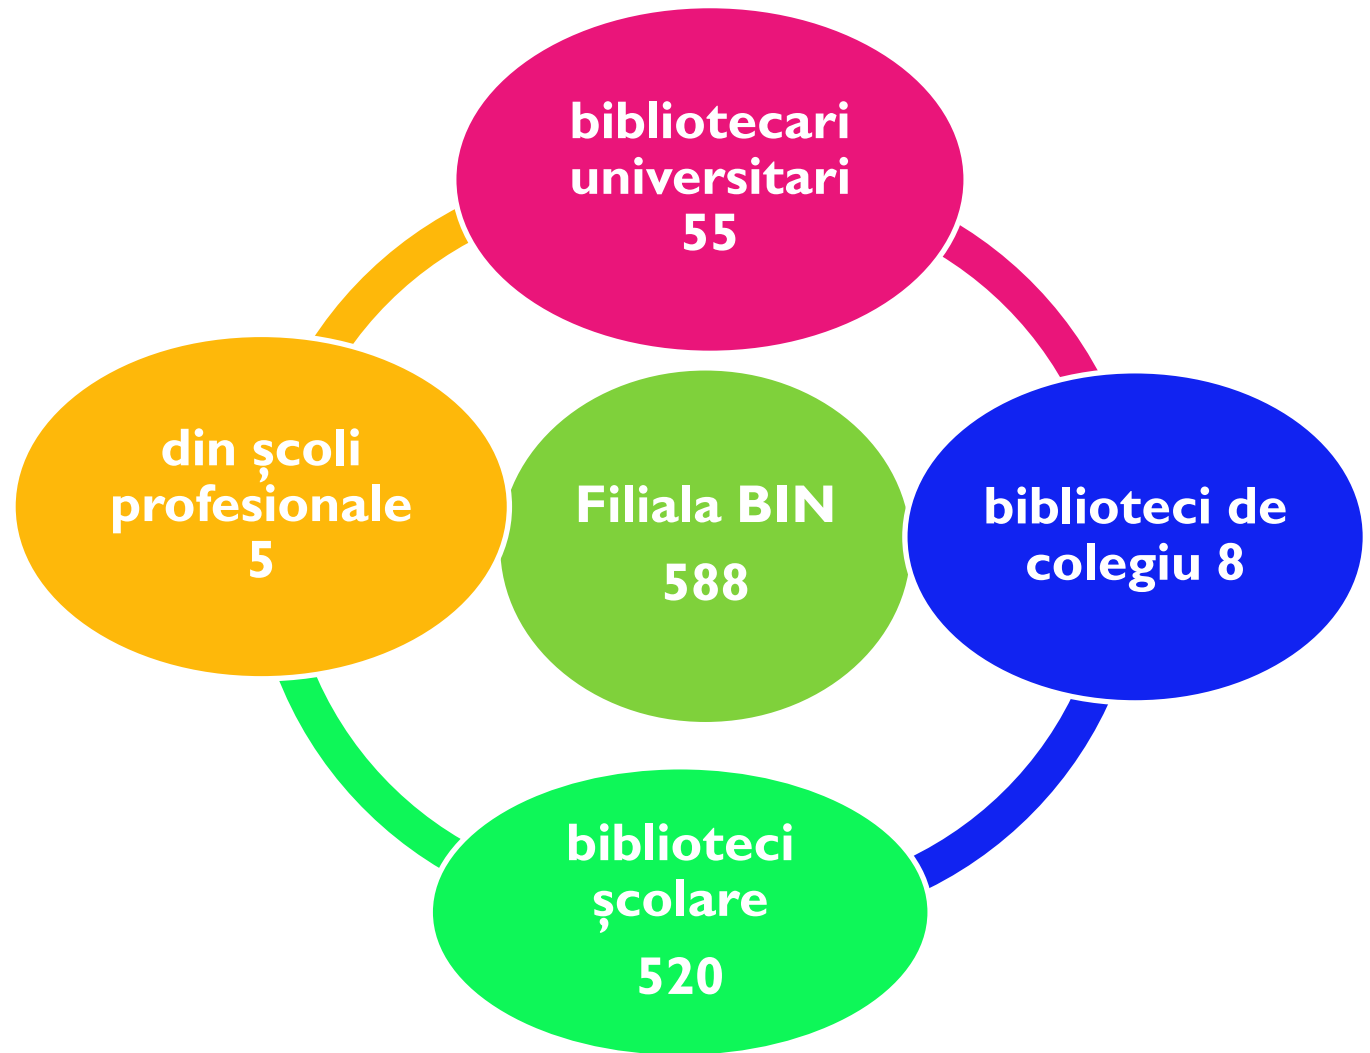 bibliotecari
universitari
55
din școli
profesionale
5
Filiala BIN
588
biblioteci de
colegiu 8
biblioteci
școlare
520